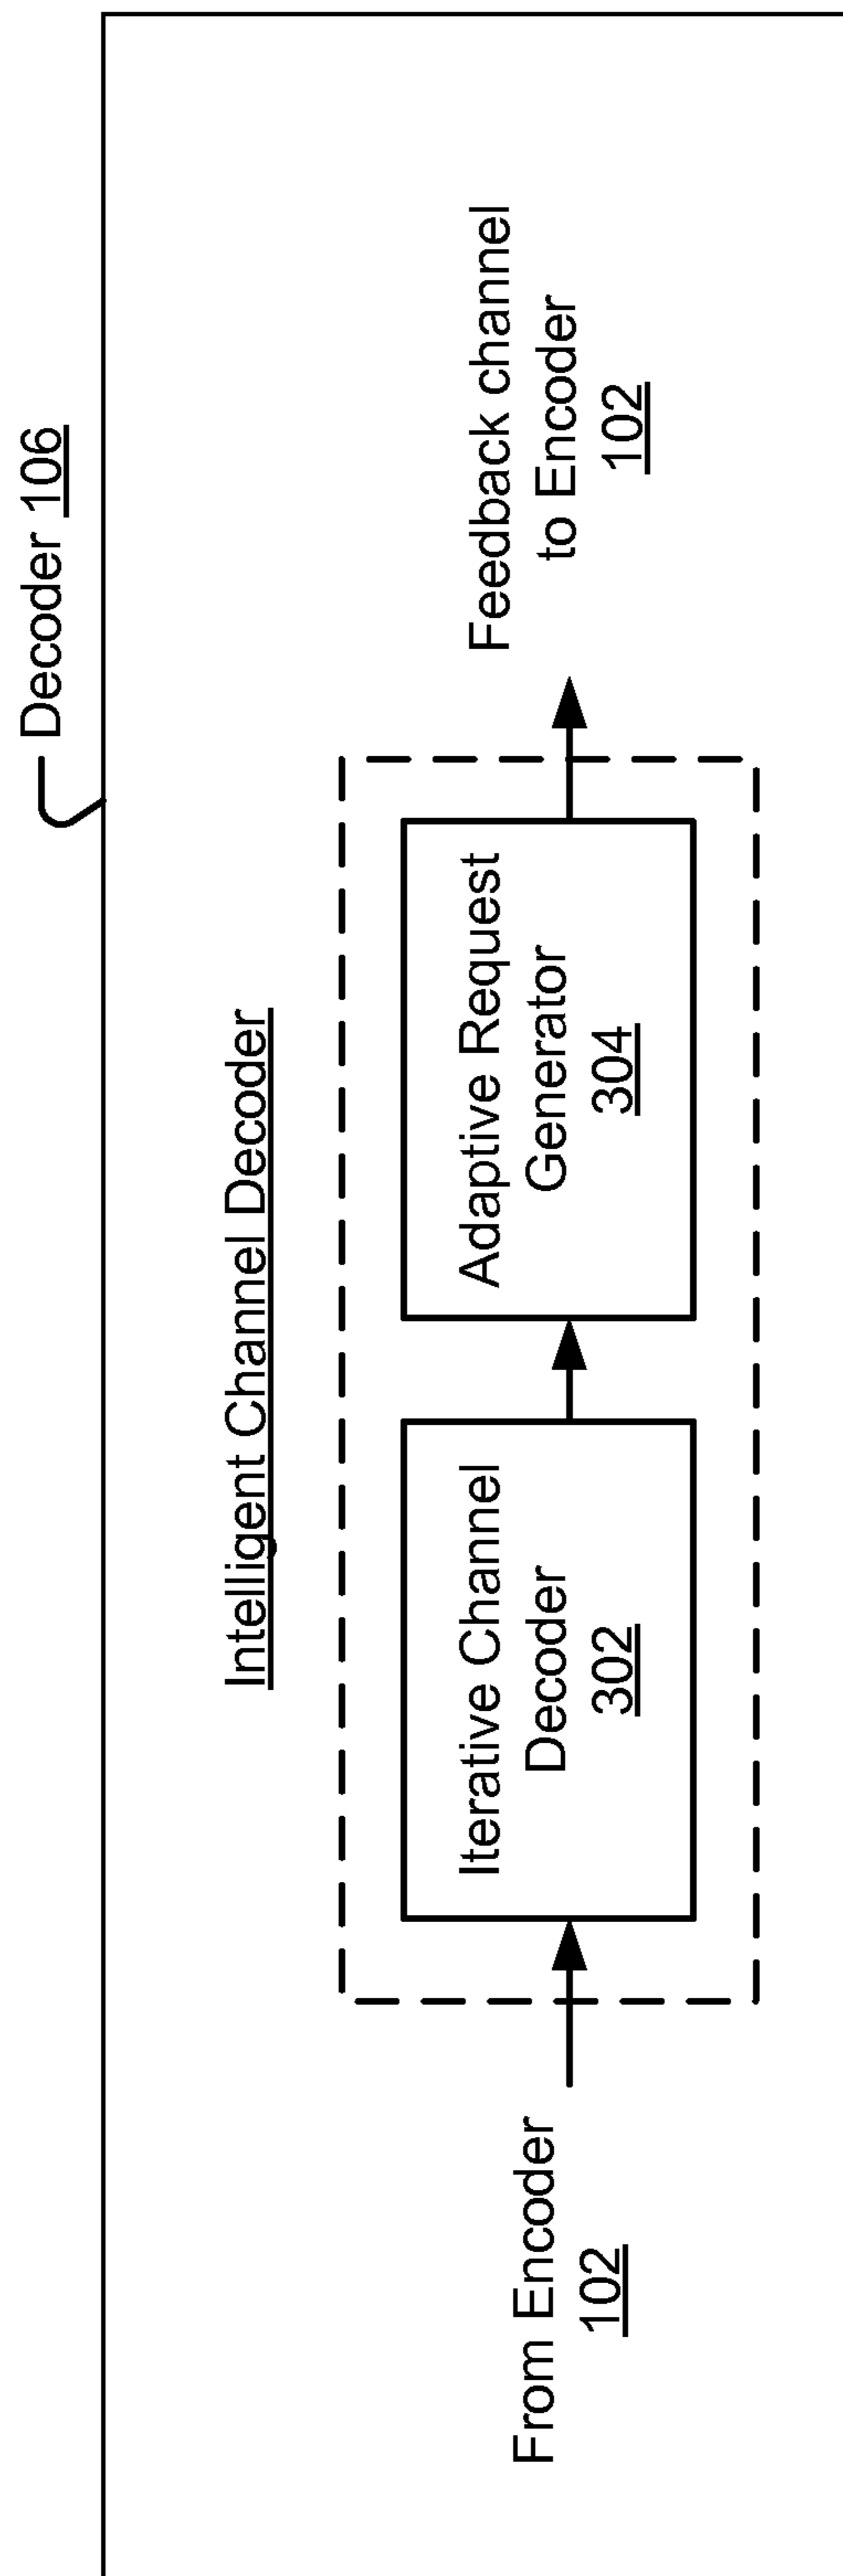 Decoder 106
Intelligent Channel Decoder
From Encoder
102
Iterative Channel
Decoder
302
Adaptive Request
Generator
304
Feedback channel
to Encoder
102